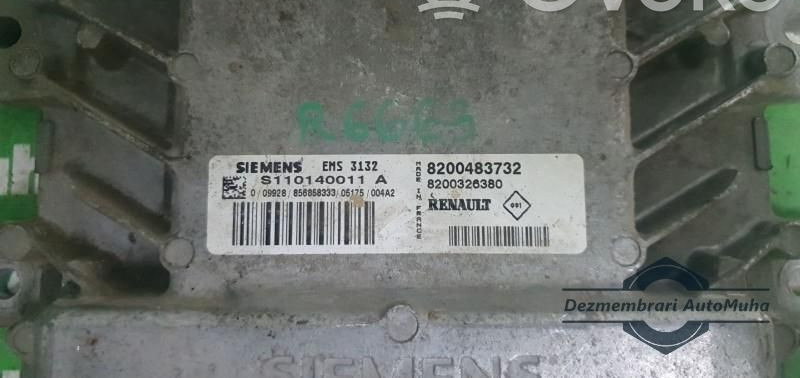 Ovoko
R66E3
SIEMENS EMS 3132
S110140011 A
0/09928/856858333/05175/004A2
MADE IN FRANCE
8200483732
8200326380
RENAULT
Dezmembrari AutoMuha
SIEMENS